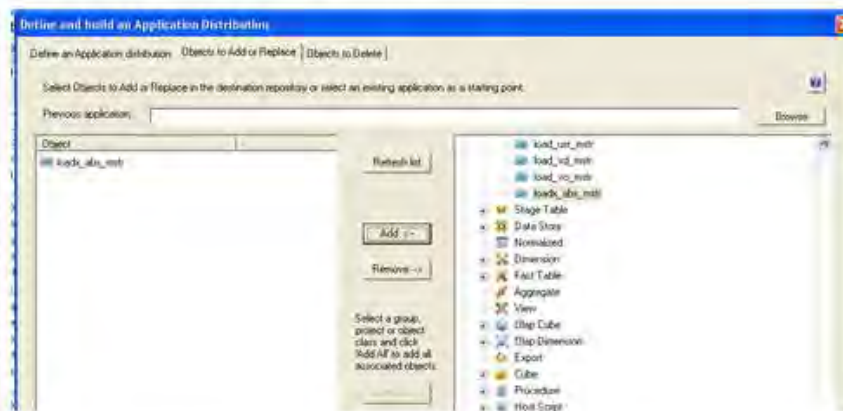 Define and build an Application Distribution
Define an Application distribution
Objects to Add or Replace
Objects to Delete
Select Objects to Add or Replace in the destination repository or select an existing application as a starting point.
Previous application:
Browse
Object
loadx_abs_mstr
Refresh list
Add <-
Remove ->
Select a group,
project or object
class and click
'Add All' to add all
associated objects
load_usr_mstr
load_vd_mstr
load_vo_mstr
loadx_abs_mstr
Stage Table
Data Store
Normalized
Dimension
Fact Table
Aggregate
View
Olap Cube
Olap Dimension
Export
Cube
Procedure
Host Script